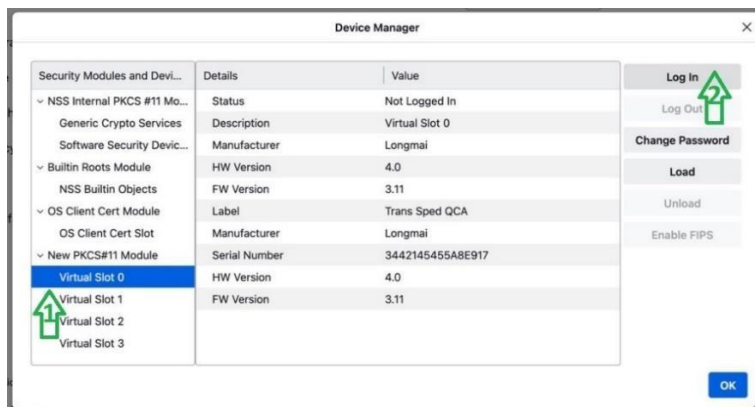 Device Manager
Security Modules and Devi...
Details
Value
Log In
NSS Internal PKCS #11 Mo...
Status
Not Logged In
2
Generic Crypto Services
Description
Virtual Slot 0
Log Out
Software Security Devic...
Manufacturer
Longmai
Change Password
Builtin Roots Module
HW Version
4.0
NSS Builtin Objects
FW Version
3.11
Load
OS Client Cert Module
Label
Trans Sped QCA
Unload
OS Client Cert Slot
Manufacturer
Longmai
Enable FIPS
New PKCS#11 Module
Serial Number
3442145455A8E917
Virtual Slot 0
HW Version
4.0
1
Virtual Slot 1
FW Version
3.11
Virtual Slot 2
Virtual Slot 3
OK